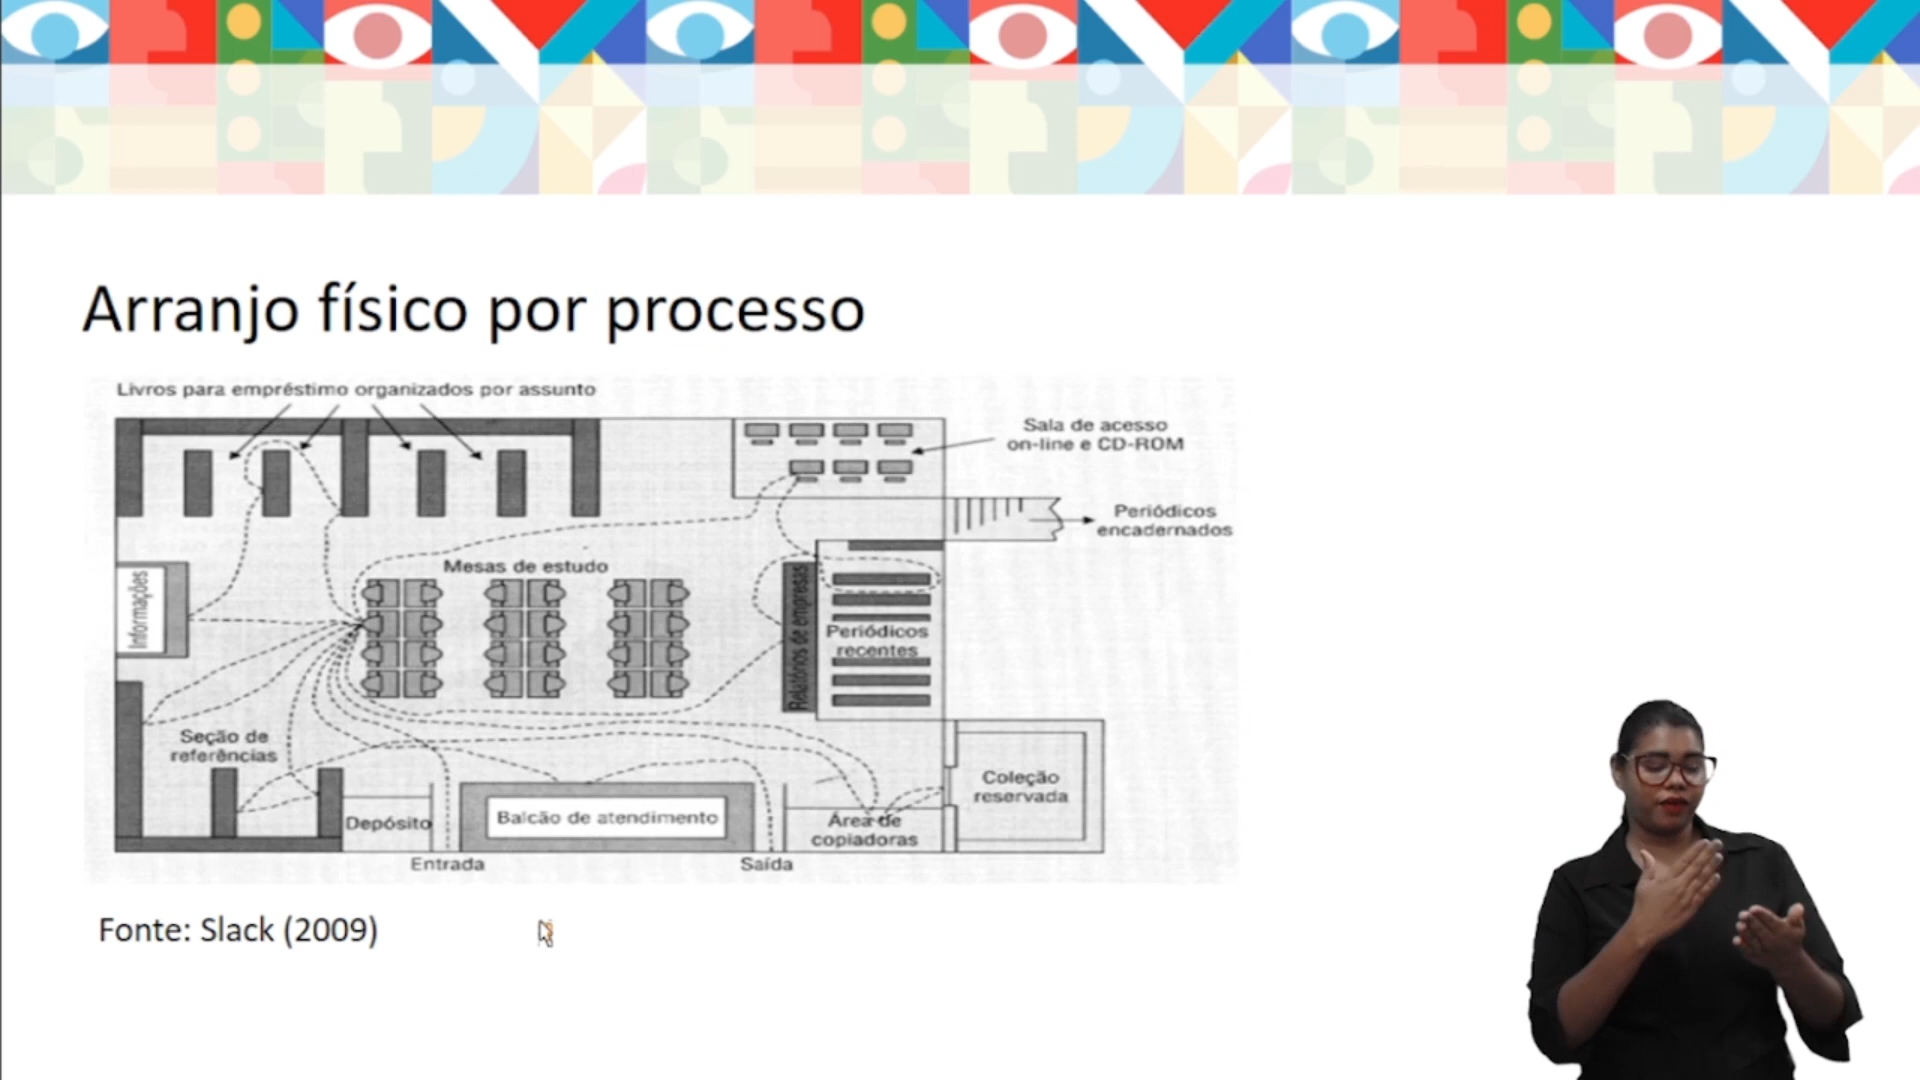 Arranjo físico por processo
Livros para empréstimo organizados por assunto
Sala de acesso
on-line e CD-ROM
Periódicos
encadernados
Mesas de estudo
Informações
Relatórios de empresas
Periódicos
recentes
Seção de
referências
Coleção
reservada
Depósito
Balcão de atendimento
Área de
copiadoras
Entrada
Saída
Fonte: Slack (2009)